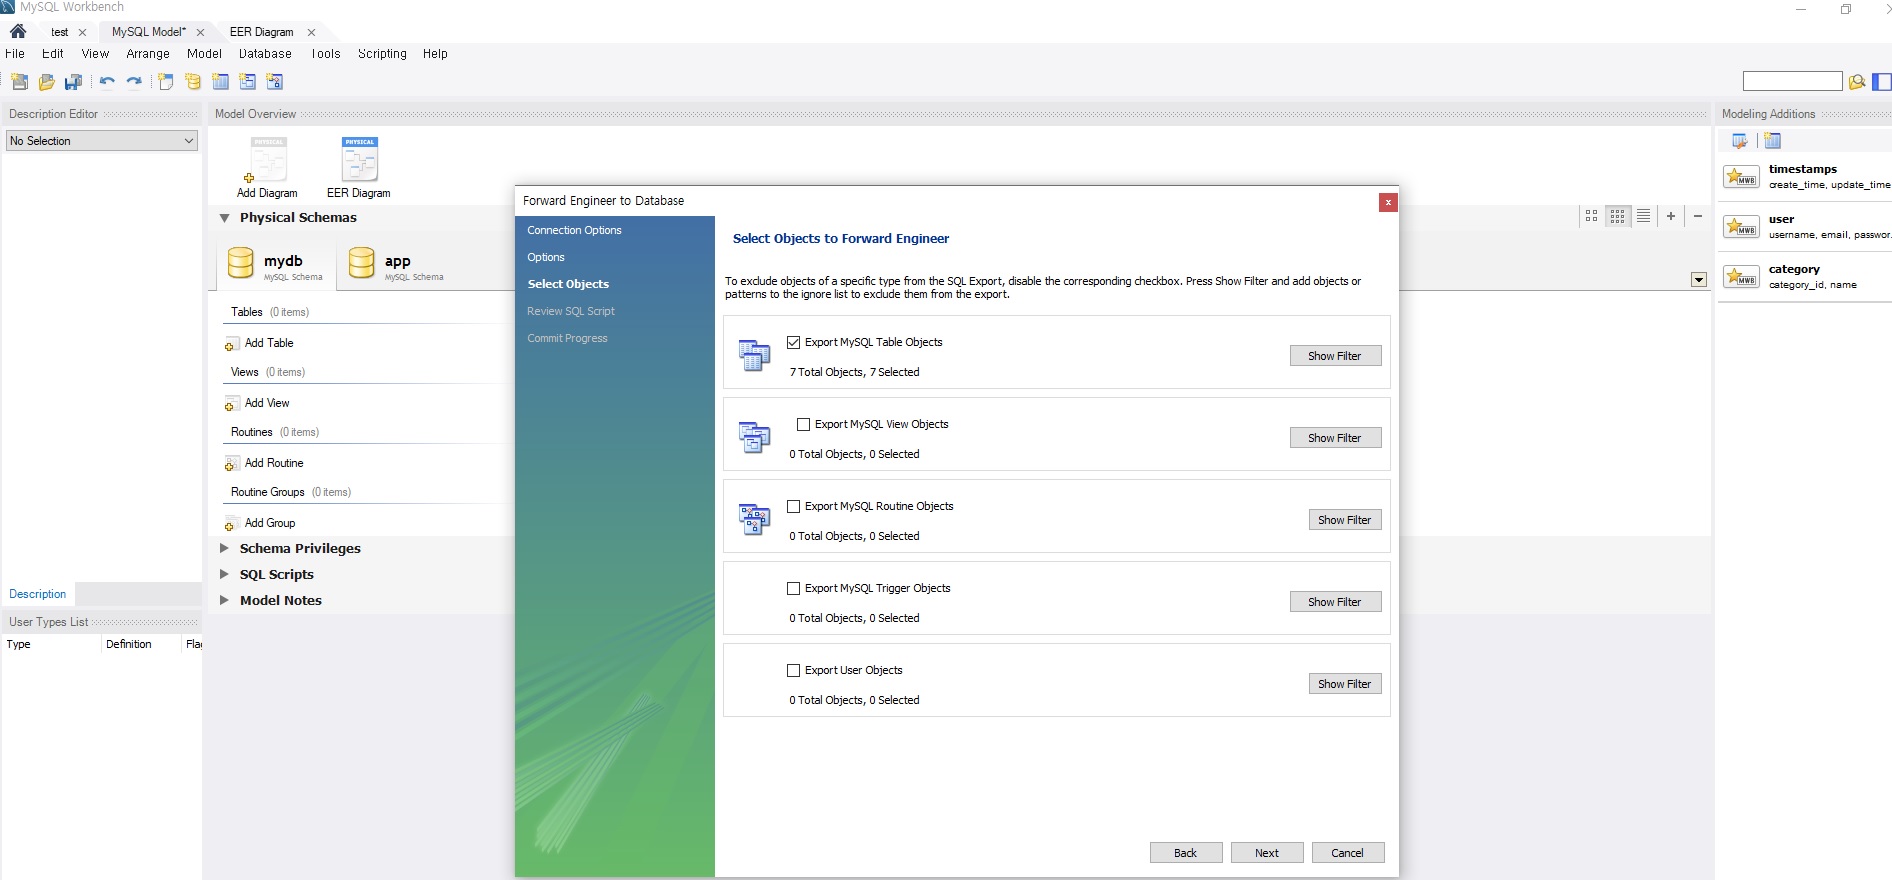 MySQL Workbench
test
MySQL Model*
EER Diagram
File Edit View Arrange Model Database Tools Scripting Help
Description Editor
No Selection
Description
User Types List
Type Definition Flag
Model Overview
PHYSICAL
Add Diagram
PHYSICAL
EER Diagram
Physical Schemas
mydb
MySQL Schema
app
MySQL Schema
Tables (0 items)
Add Table
Views (0 items)
Add View
Routines (0 items)
Add Routine
Routine Groups (0 items)
Add Group
Schema Privileges
SQL Scripts
Model Notes
Forward Engineer to Database
Connection Options
Options
Select Objects
Review SQL Script
Commit Progress
Select Objects to Forward Engineer
To exclude objects of a specific type from the SQL Export, disable the corresponding checkbox. Press Show Filter and add objects or
patterns to the ignore list to exclude them from the export.
Export MySQL Table Objects
7 Total Objects, 7 Selected
Show Filter
Export MySQL View Objects
0 Total Objects, 0 Selected
Show Filter
Export MySQL Routine Objects
0 Total Objects, 0 Selected
Show Filter
Export MySQL Trigger Objects
0 Total Objects, 0 Selected
Show Filter
Export User Objects
0 Total Objects, 0 Selected
Show Filter
Back Next Cancel
Modeling Additions
MWB
timestamps
create_time, update_time
MWB
user
username, email, passwor.
MWB
category
category_id, name